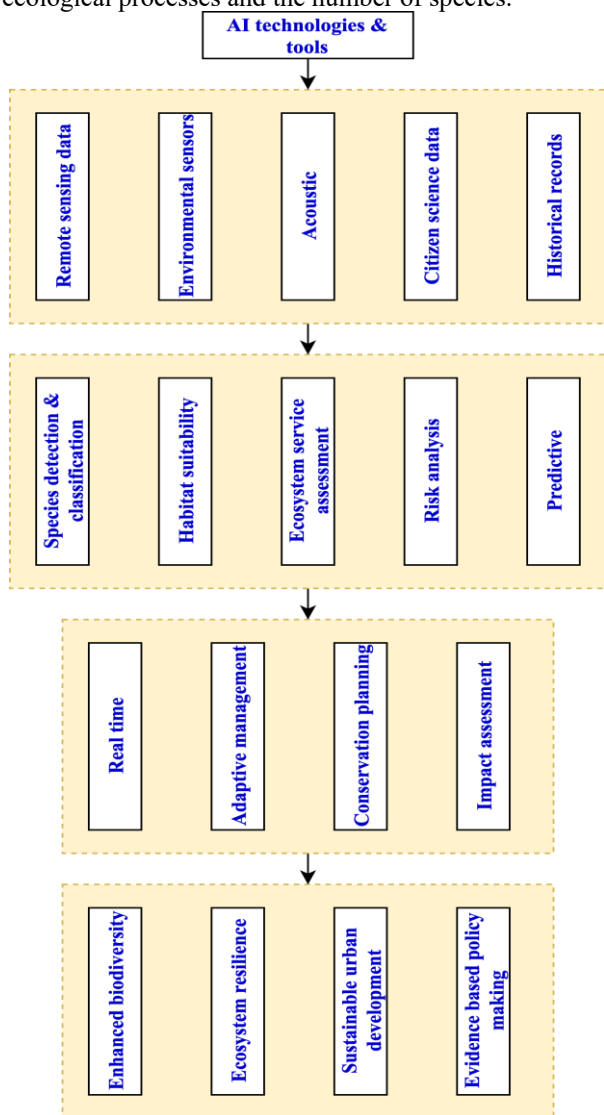 ecological processes and the number of species.
AI technologies &
tools
Remote sensing data
Environmental sensors
Acoustic
Citizen science data
Historical records
Species detection &
classification
Habitat suitability
Ecosystem service
assessment
Risk analysis
Predictive
Real time
Adaptive management
Conservation planning
Impact assessment
Enhanced biodiversity
Ecosystem resilience
Sustainable urban
development
Evidence based policy
making